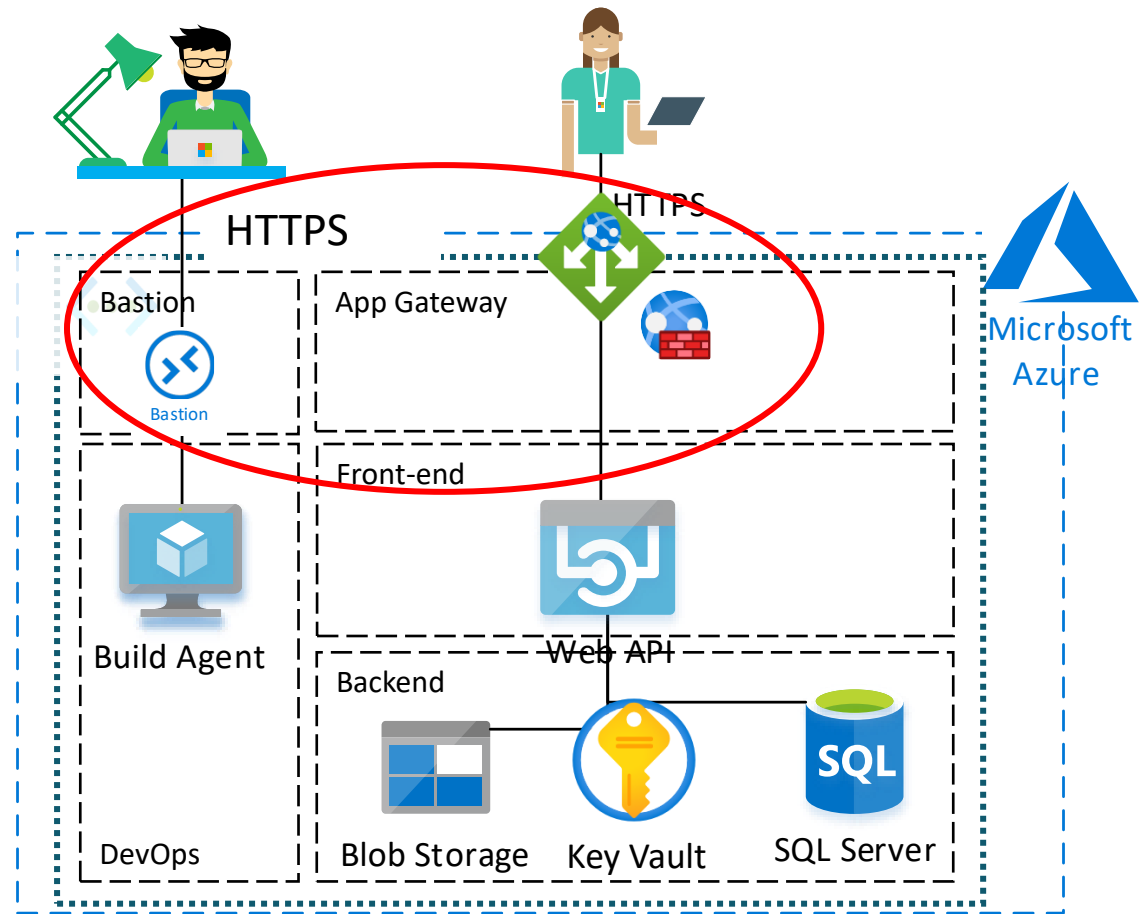 HTTPS
HTTPS
Bastion
App Gateway
Microsoft
Azure
Bastion
Front-end
Build Agent
Web API
Backend
SQL
DevOps
Blob Storage
Key Vault
SQL Server